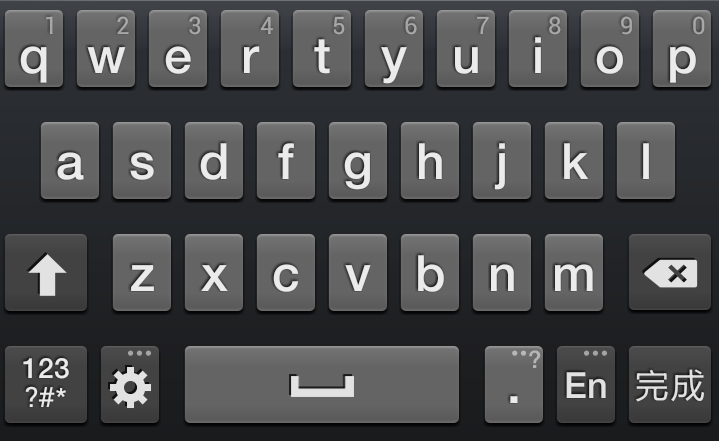 1 2 3 4 5 6 7 8 9 0
q w e r t y u i o p
a s d f g h j k l
z x c v b n m
123
?#* ... ..? . ... En 完成